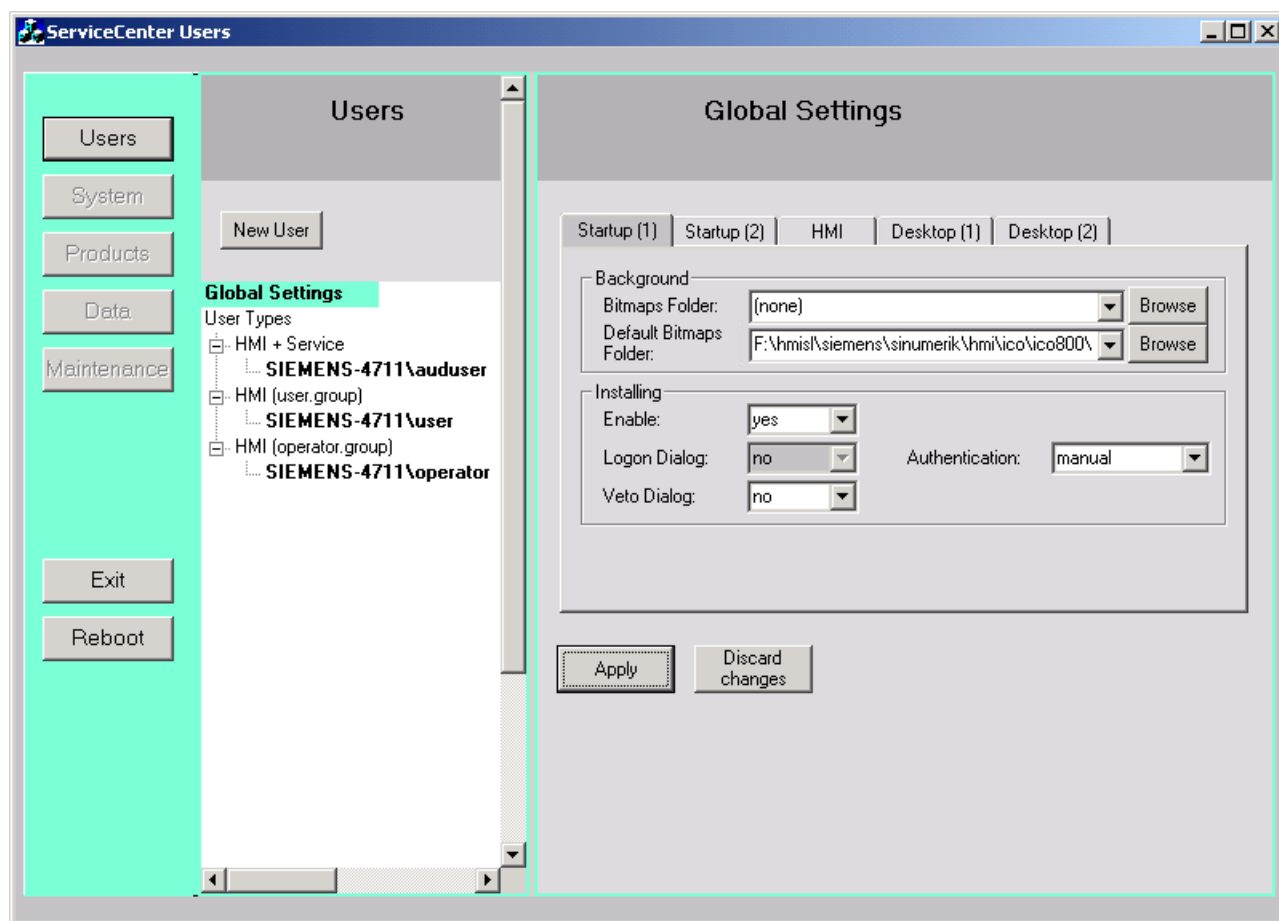 ServiceCenter Users
Users
System
Products
Data
Maintenance
Exit
Reboot
Users
New User
Global Settings
User Types
HMI + Service
SIEMENS-4711\auduser
HMI (user.group)
SIEMENS-4711\user
HMI (operator.group)
SIEMENS-4711\operator
Global Settings
Startup (1) Startup (2) HMI Desktop (1) Desktop (2)
Background
Bitmaps Folder: (none) Browse
Default Bitmaps
Folder: F:\hmisl\siemens\sinumerik\hmi\ico\ico800\ Browse
Installing
Enable: yes
Logon Dialog: no Authentication: manual
Veto Dialog: no
Apply
Discard
changes